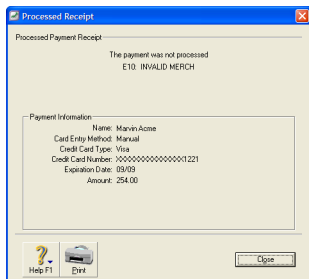 Processed Receipt
Processed Payment Receipt
The payment was not processed
E10: INVALID MERCH
Payment Information
Name: Marvin Acme
Card Entry Method: Manual
Credit Card Type: Visa
Credit Card Number: XXXXXXXXXXXXXXX1221
Expiration Date: 09/09
Amount: 254.00
Help F1
Print
Close